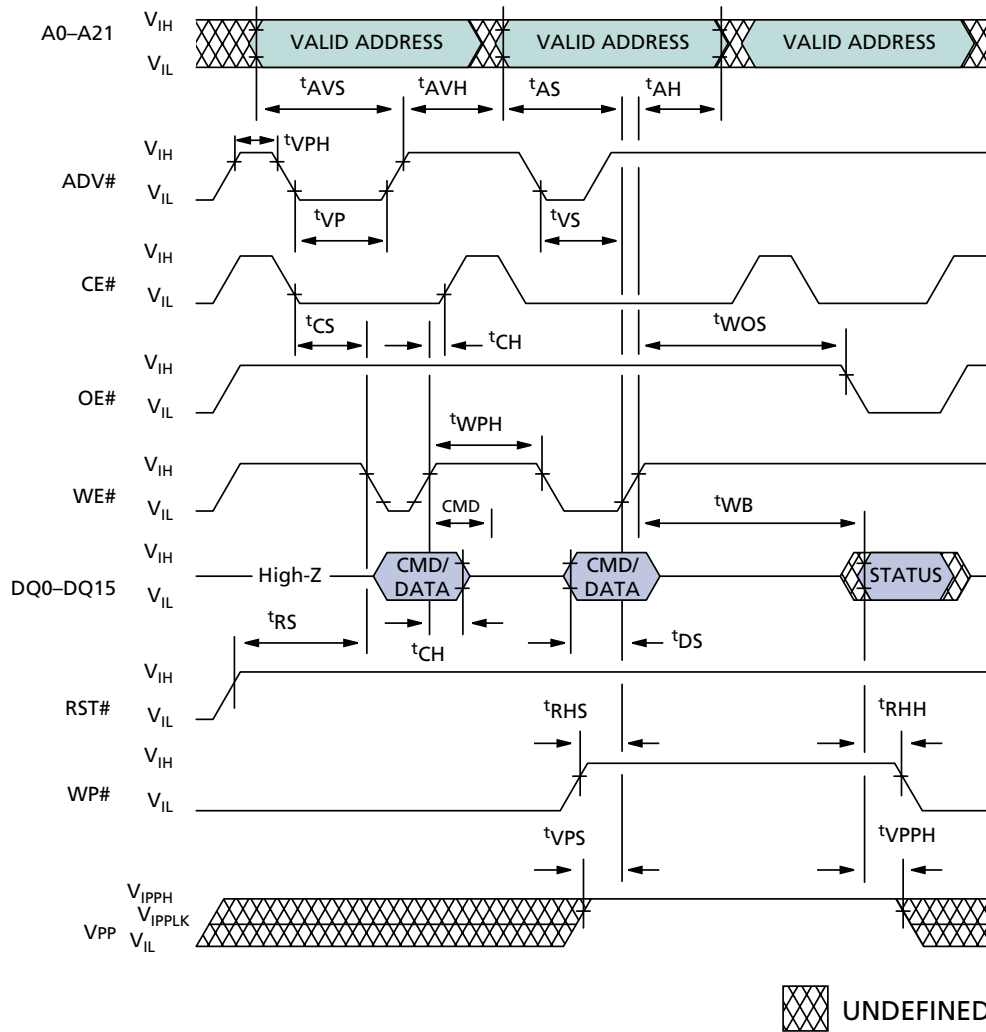 A0–A21
VIH
VIL
VALID ADDRESS
VALID ADDRESS
VALID ADDRESS
tAVS
tAVH
tAS
tAH
tVPH
ADV#
VIH
VIL
tVP
tVS
CE#
VIH
VIL
tCS
tCH
tWOS
OE#
VIH
VIL
tWPH
WE#
VIH
VIL
CMD
tWB
DQ0–DQ15
VIH
VIL
High-Z
CMD/
DATA
CMD/
DATA
STATUS
tRS
tCH
tDS
RST#
VIH
VIL
tRHS
tRHH
WP#
VIH
VIL
tVPS
tVPPH
VPP
VIPPH
VIPPLK
VIL
UNDEFINED